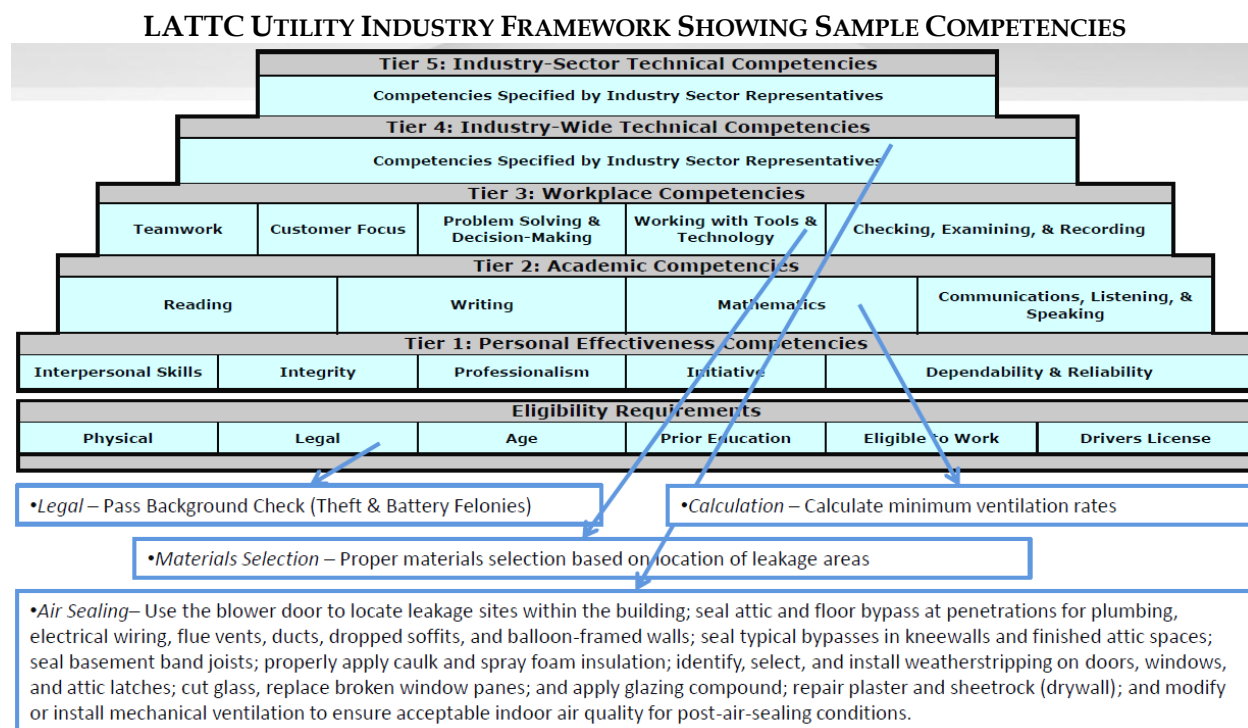 LATTC UTILITY INDUSTRY FRAMEWORK SHOWING SAMPLE COMPETENCIES
Tier 5: Industry-Sector Technical Competencies
Competencies Specified by Industry Sector Representatives
Tier 4: Industry-Wide Technical Competencies
Competencies Specified by Industry Sector Representatives
Tier 3: Workplace Competencies
Teamwork
Customer Focus
Problem Solving &
Decision-Making
Working with Tools &
Technology
Checking, Examining, & Recording
Tier 2: Academic Competencies
Reading
Writing
Mathematics
Communications, Listening, &
Speaking
Tier 1: Personal Effectiveness Competencies
Interpersonal Skills
Integrity
Professionalism
Initiative
Dependability & Reliability
Eligibility Requirements
Physical
Legal
Age
Prior Education
Eligible to Work
Drivers License
•Legal – Pass Background Check (Theft & Battery Felonies)
•Calculation – Calculate minimum ventilation rates
•Materials Selection – Proper materials selection based on location of leakage areas
•Air Sealing– Use the blower door to locate leakage sites within the building; seal attic and floor bypass at penetrations for plumbing,
electrical wiring, flue vents, ducts, dropped soffits, and balloon-framed walls; seal typical bypasses in kneewalls and finished attic spaces;
seal basement band joists; properly apply caulk and spray foam insulation; identify, select, and install weatherstripping on doors, windows,
and attic latches; cut glass, replace broken window panes; and apply glazing compound; repair plaster and sheetrock (drywall); and modify
or install mechanical ventilation to ensure acceptable indoor air quality for post-air-sealing conditions.